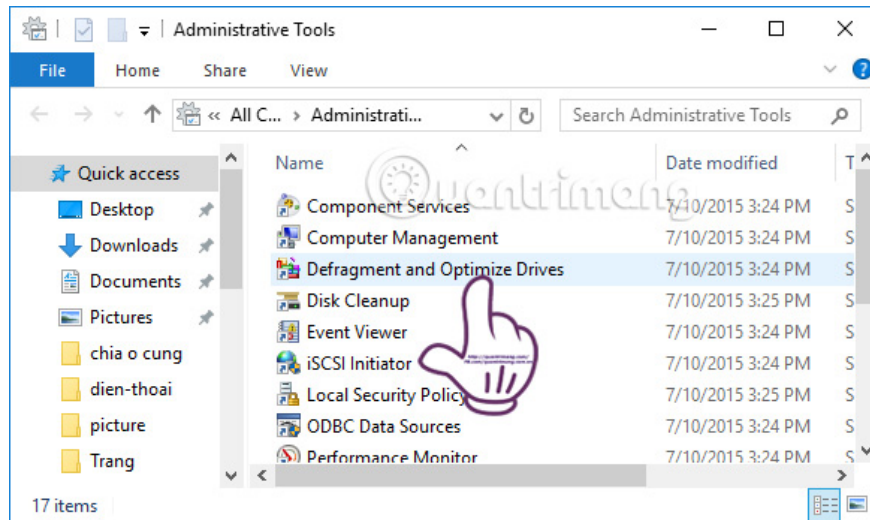 Administrative Tools
File Home Share View
« All C... > Administrati... Search Administrative Tools
Quick access
Desktop
Downloads
Documents
Pictures
chia o cung
dien-thoai
picture
Trang
Name Date modified T
Quantrimang
Component Services 7/10/2015 3:24 PM S
Computer Management 7/10/2015 3:24 PM S
Defragment and Optimize Drives 7/10/2015 3:24 PM S
Disk Cleanup 7/10/2015 3:25 PM S
Event Viewer 7/10/2015 3:24 PM S
iSCSI Initiator 7/10/2015 3:24 PM S
Local Security Policy 7/10/2015 3:25 PM S
ODBC Data Sources 7/10/2015 3:24 PM S
Performance Monitor 7/10/2015 3:24 PM S
17 items